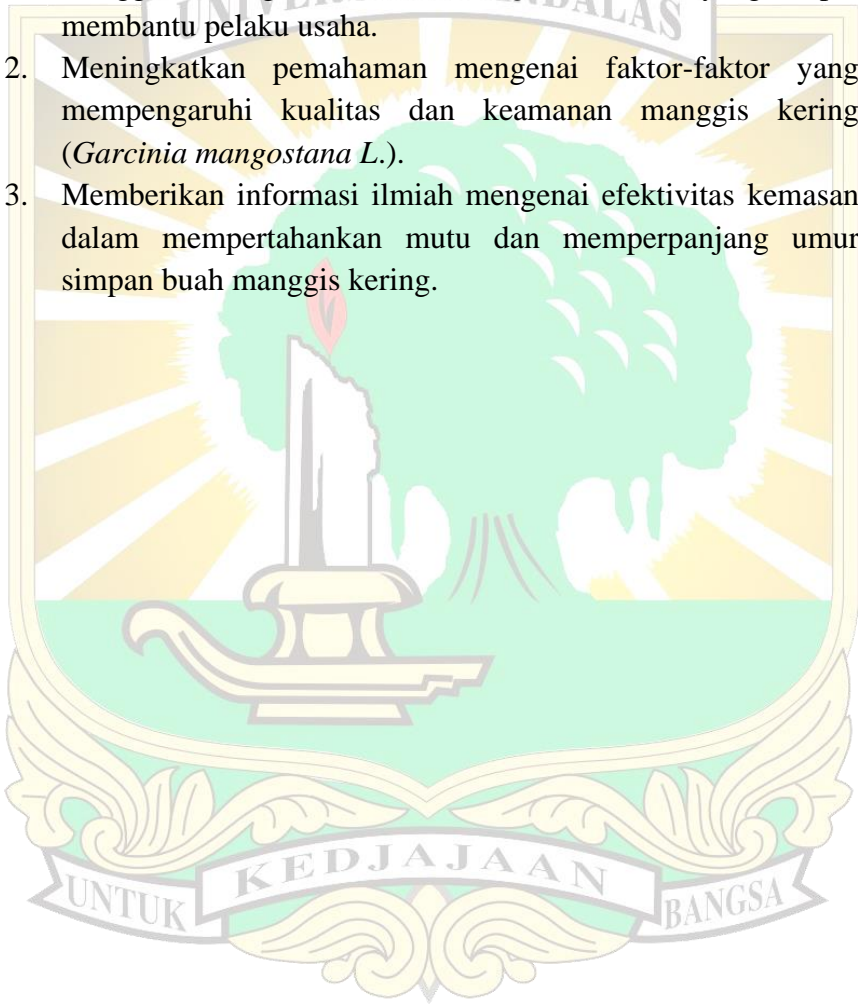 membantu pelaku usaha.
2. Meningkatkan pemahaman mengenai faktor-faktor yang
mempengaruhi kualitas dan keamanan manggis kering
(Garcinia mangostana L.).
3. Memberikan informasi ilmiah mengenai efektivitas kemasan
dalam mempertahankan mutu dan memperpanjang umur
simpan buah manggis kering.
UNTUK KEDJAJAAN BANGSA